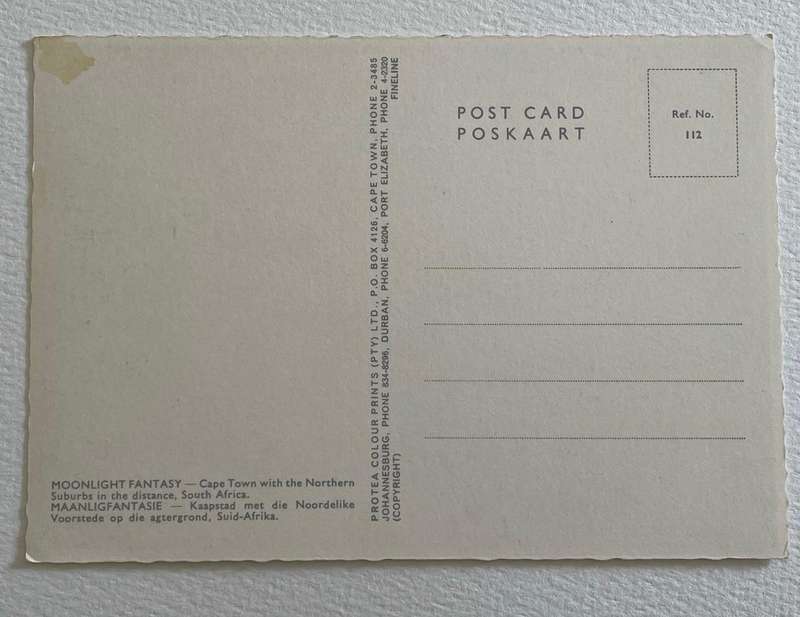 POST CARD
POSKAART
Ref. No.
112
PROTEA COLOUR PRINTS (PTY) LTD., P.O. BOX 4126, CAPE TOWN, PHONE 2-3485
JOHANNESBURG, PHONE 834-8296, DURBAN, PHONE 6-6204, PORT ELIZABETH, PHONE 4-2320
(COPYRIGHT) FINELINE
MOONLIGHT FANTASY — Cape Town with the Northern
Suburbs in the distance, South Africa.
MAANLIGFANTASIE — Kaapstad met die Noordelike
Voorstede op die agtergrond, Suid-Afrika.